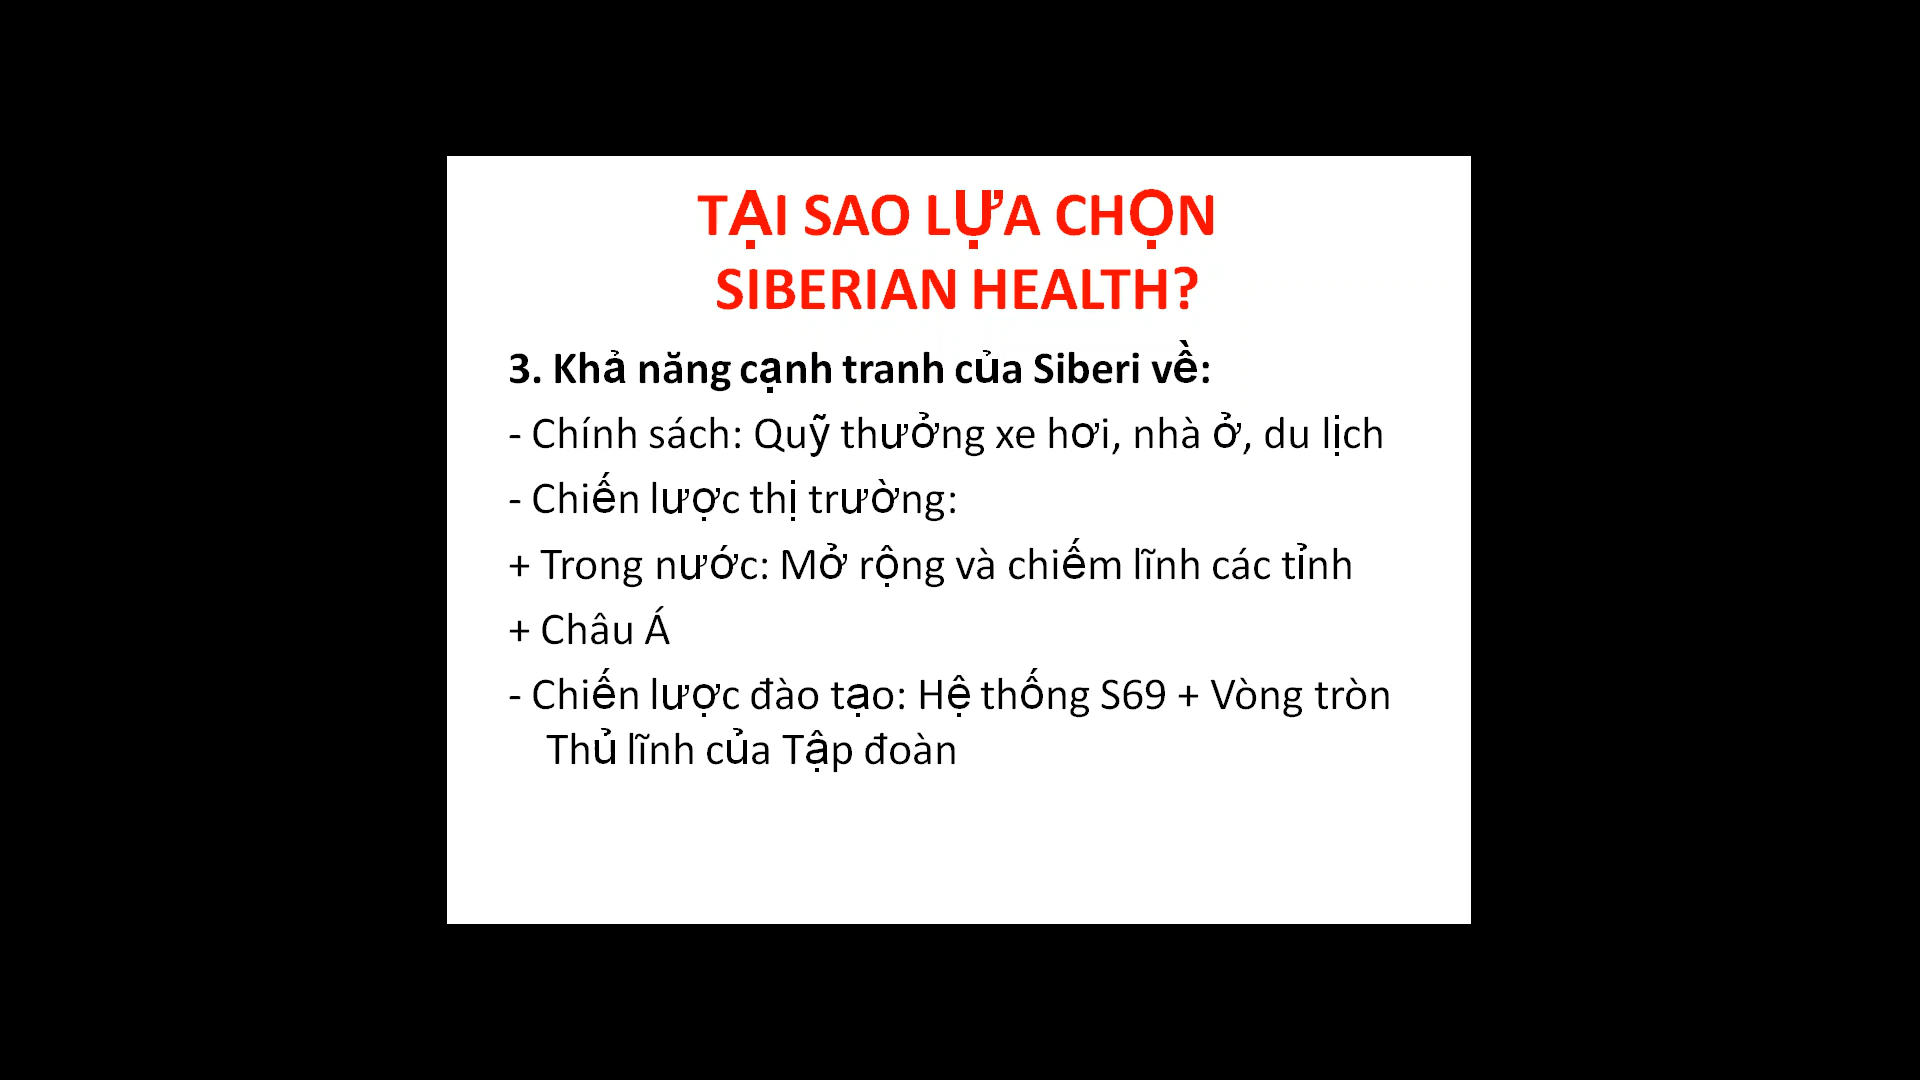 TẠI SAO LỰA CHỌN
SIBERIAN HEALTH?
3. Khả năng cạnh tranh của Siberi về:
- Chính sách: Quỹ thưởng xe hơi, nhà ở, du lịch
- Chiến lược thị trường:
+ Trong nước: Mở rộng và chiếm lĩnh các tỉnh
+ Châu Á
- Chiến lược đào tạo: Hệ thống S69 + Vòng tròn
Thủ lĩnh của Tập đoàn